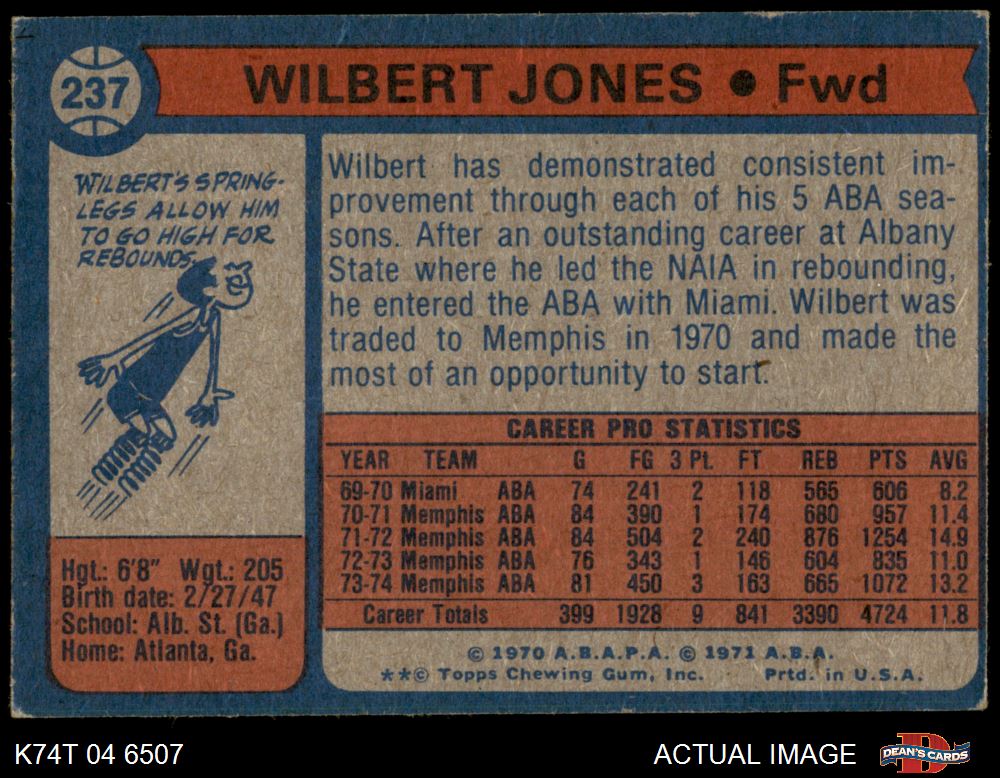 237
WILBERT JONES • Fwd
WILBERT'S SPRING-
LEGS ALLOW HIM
TO GO HIGH FOR
REBOUNDS.
Wilbert has demonstrated consistent im-
provement through each of his 5 ABA sea-
sons. After an outstanding career at Albany
State where he led the NAIA in rebounding,
he entered the ABA with Miami. Wilbert was
traded to Memphis in 1970 and made the
most of an opportunity to start.
Hgt.: 6'8" Wgt.: 205
Birth date: 2/27/47
School: Alb. St. (Ga.)
Home: Atlanta, Ga.
CAREER PRO STATISTICS
YEAR TEAM G FG 3 Pt. FT REB PTS AVG
69-70 Miami ABA 74 241 2 118 565 606 8.2
70-71 Memphis ABA 84 390 1 174 680 957 11.4
71-72 Memphis ABA 84 504 2 240 876 1254 14.9
72-73 Memphis ABA 76 343 1 146 604 835 11.0
73-74 Memphis ABA 81 450 3 163 665 1072 13.2
Career Totals 399 1928 9 841 3390 4724 11.8
© 1970 A.B.A.P.A. © 1971 A.B.A.
**© Topps Chewing Gum, Inc. Prtd. in U.S.A.
K74T 04 6507
ACTUAL IMAGE
D
DEAN'S CARDS